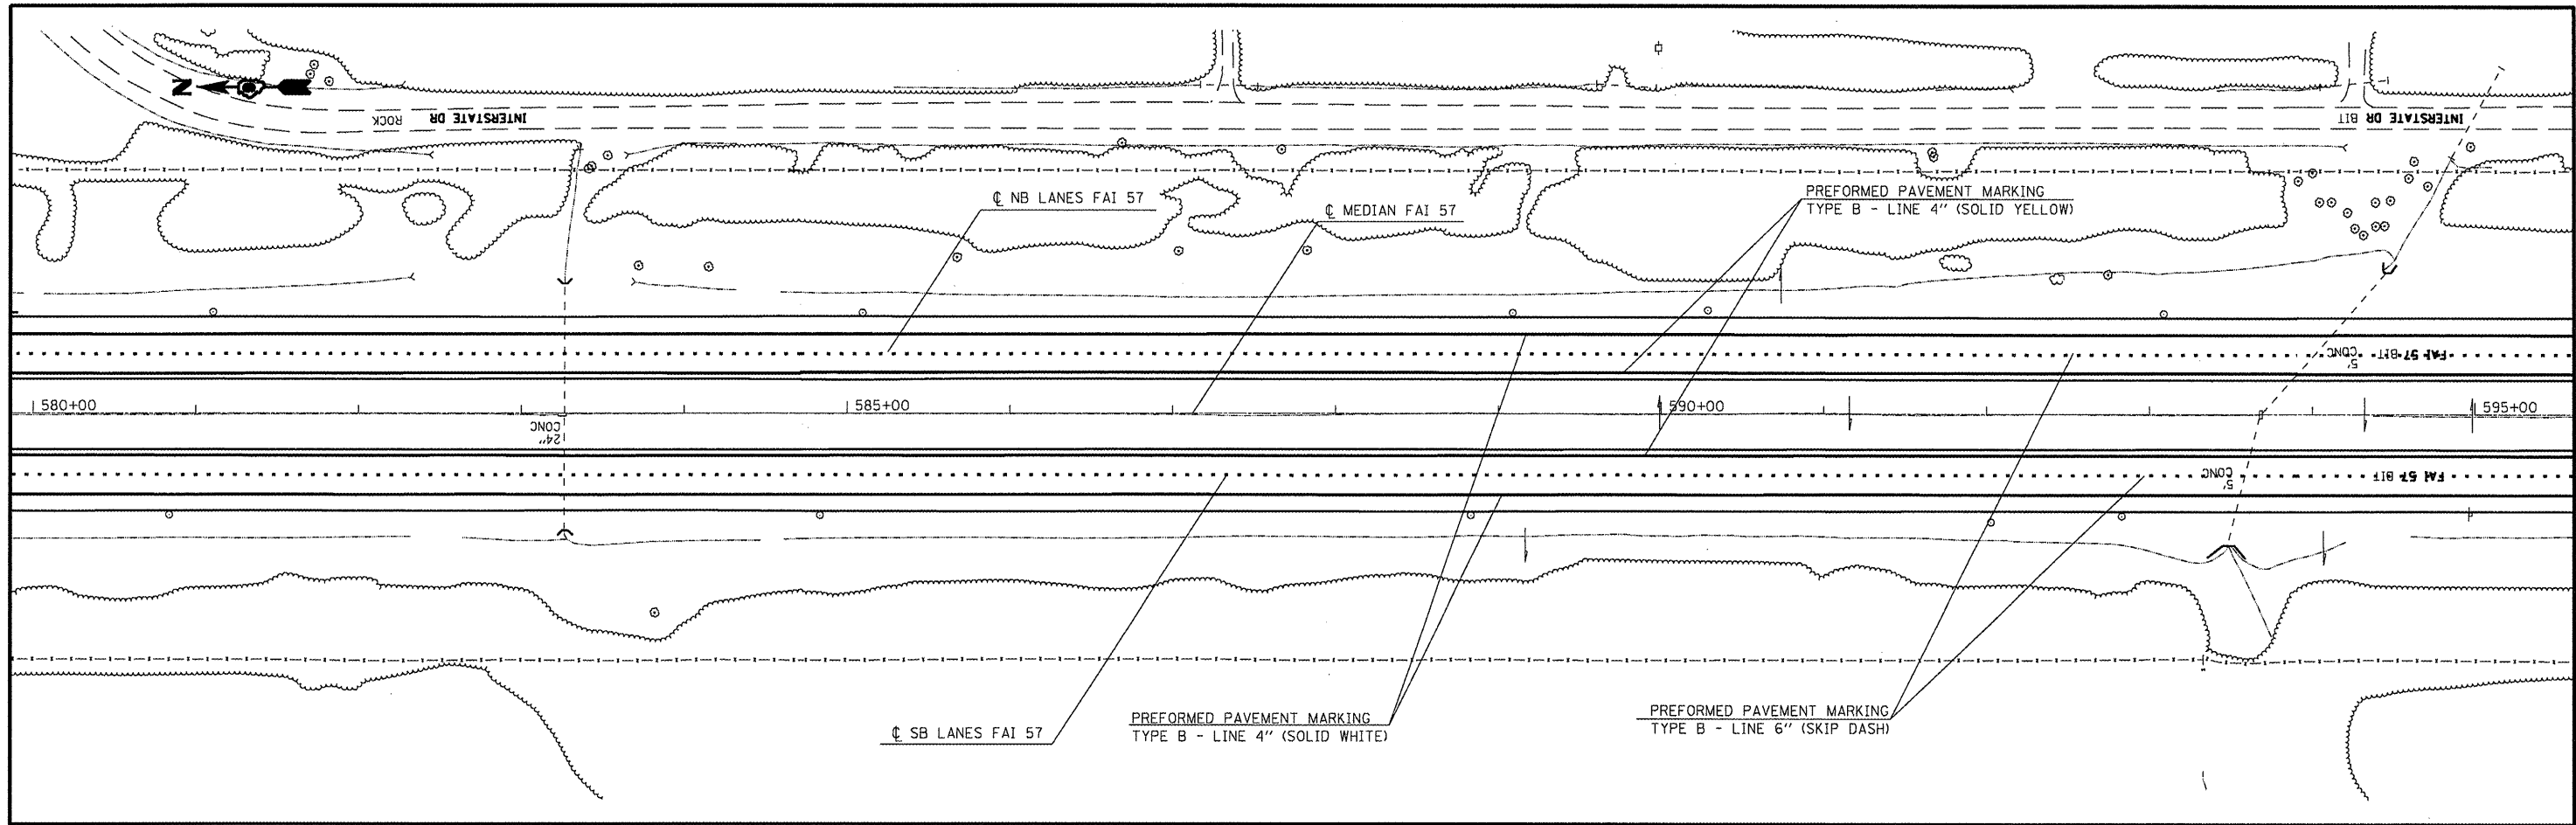 N
ROCK INTERSTATE DR
INTERSTATE DR BIT
℄ NB LANES FAI 57
℄ MEDIAN FAI 57
PREFORMED PAVEMENT MARKING
TYPE B - LINE 4" (SOLID YELLOW)
FAI 57 BIT
5' CONC
580+00
585+00
590+00
595+00
24"
CONC
FAI 57 BIT
5' CONC
℄ SB LANES FAI 57
PREFORMED PAVEMENT MARKING
TYPE B - LINE 4" (SOLID WHITE)
PREFORMED PAVEMENT MARKING
TYPE B - LINE 6" (SKIP DASH)